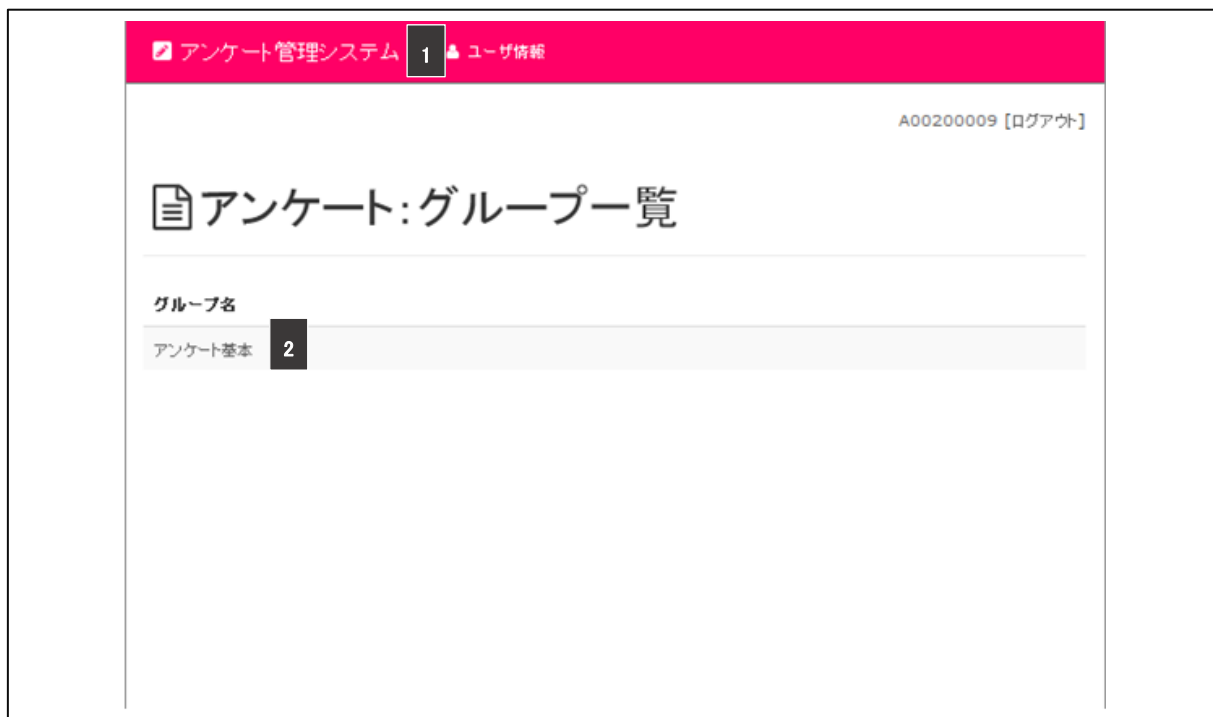 アンケート管理システム 1 ユーザ情報
A00200009 [ログアウト]
アンケート:グループ一覧
グループ名
アンケート基本 2